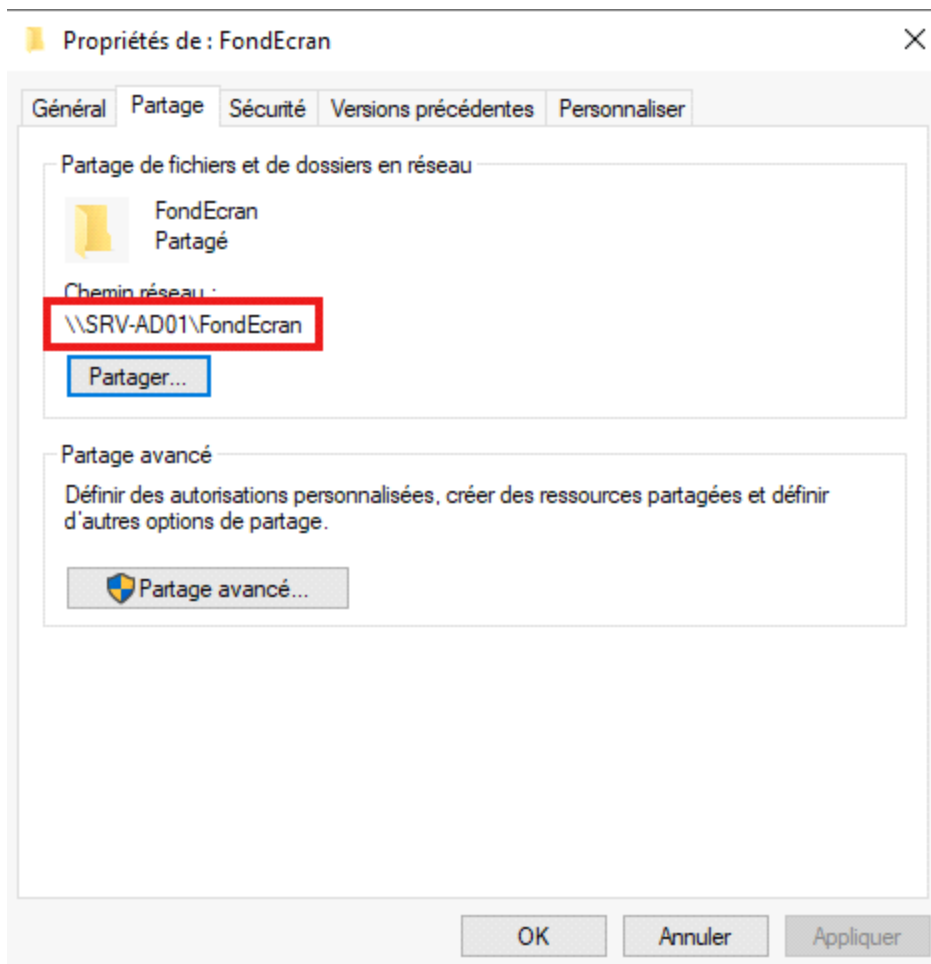 Propriétés de : FondEcran
Général Partage Sécurité Versions précédentes Personnaliser
Partage de fichiers et de dossiers en réseau
FondEcran
Partagé
Chemin réseau :
\\SRV-AD01\FondEcran
Partager...
Partage avancé
Définir des autorisations personnalisées, créer des ressources partagées et définir
d'autres options de partage.
Partage avancé...
OK Annuler Appliquer